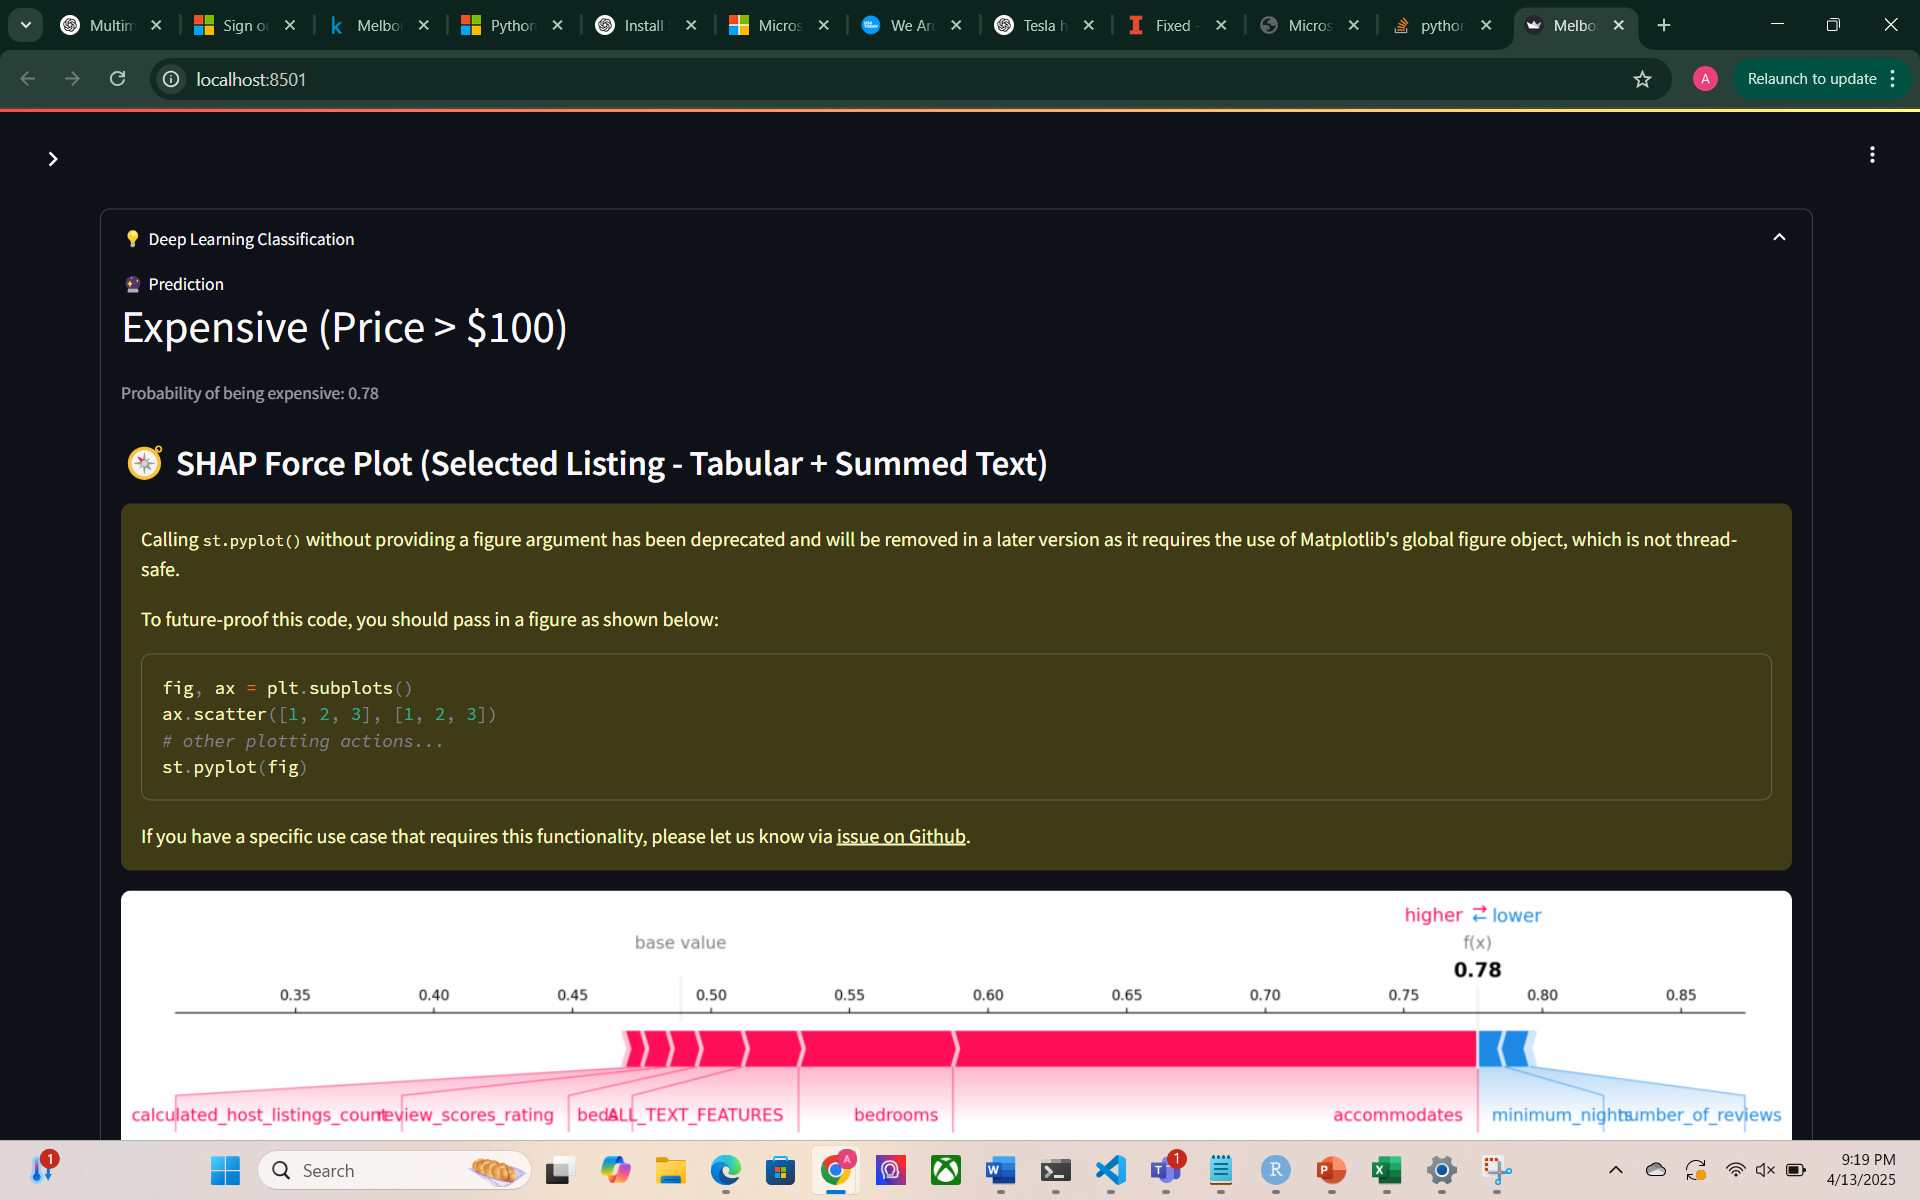 Multim
Sign o
Melbo
Python
Install
Micros
We Ar
Tesla h
Fixed -
Micros
python
Melbo
localhost:8501
A
Relaunch to update
Deep Learning Classification
Prediction
Expensive (Price > $100)
Probability of being expensive: 0.78
SHAP Force Plot (Selected Listing - Tabular + Summed Text)
Calling st.pyplot() without providing a figure argument has been deprecated and will be removed in a later version as it requires the use of Matplotlib's global figure object, which is not thread-
safe.
To future-proof this code, you should pass in a figure as shown below:
fig, ax = plt.subplots()
ax.scatter([1, 2, 3], [1, 2, 3])
# other plotting actions...
st.pyplot(fig)
If you have a specific use case that requires this functionality, please let us know via issue on Github.
higher lower
base value
f(x)
0.78
0.35 0.40 0.45 0.50 0.55 0.60 0.65 0.70 0.75 0.80 0.85
calculated_host_listings_count review_scores_rating beds ALL_TEXT_FEATURES bedrooms accommodates minimum_nights number_of_reviews
1
Search
A
1
9:19 PM
4/13/2025